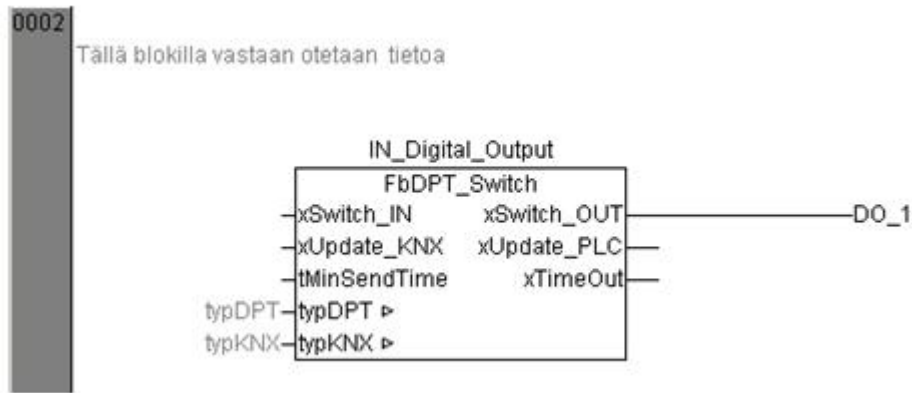 0002
Tällä blokilla vastaan otetaan tietoa
IN_Digital_Output
FbDPT_Switch
xSwitch_IN xSwitch_OUT DO_1
xUpdate_KNX xUpdate_PLC
tMinSendTime xTimeOut
typDPT typDPT ▹
typKNX typKNX ▹